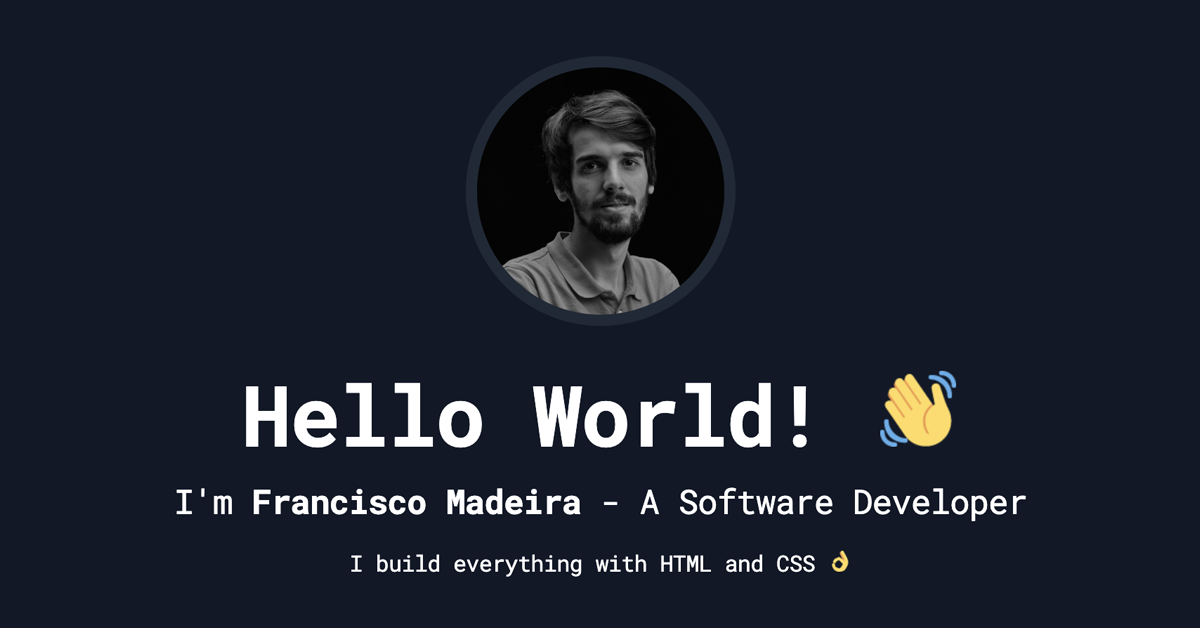 Hello World! 👋
I'm Francisco Madeira - A Software Developer
I build everything with HTML and CSS 👌